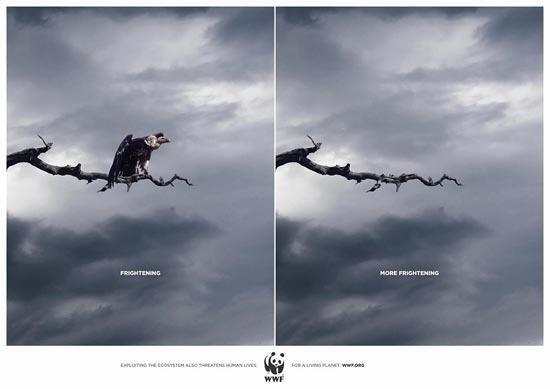 FRIGHTENING
MORE FRIGHTENING
EXPLOITING THE ECOSYSTEM ALSO THREATENS HUMAN LIVES.
WWF
FOR A LIVING PLANET. WWF.ORG